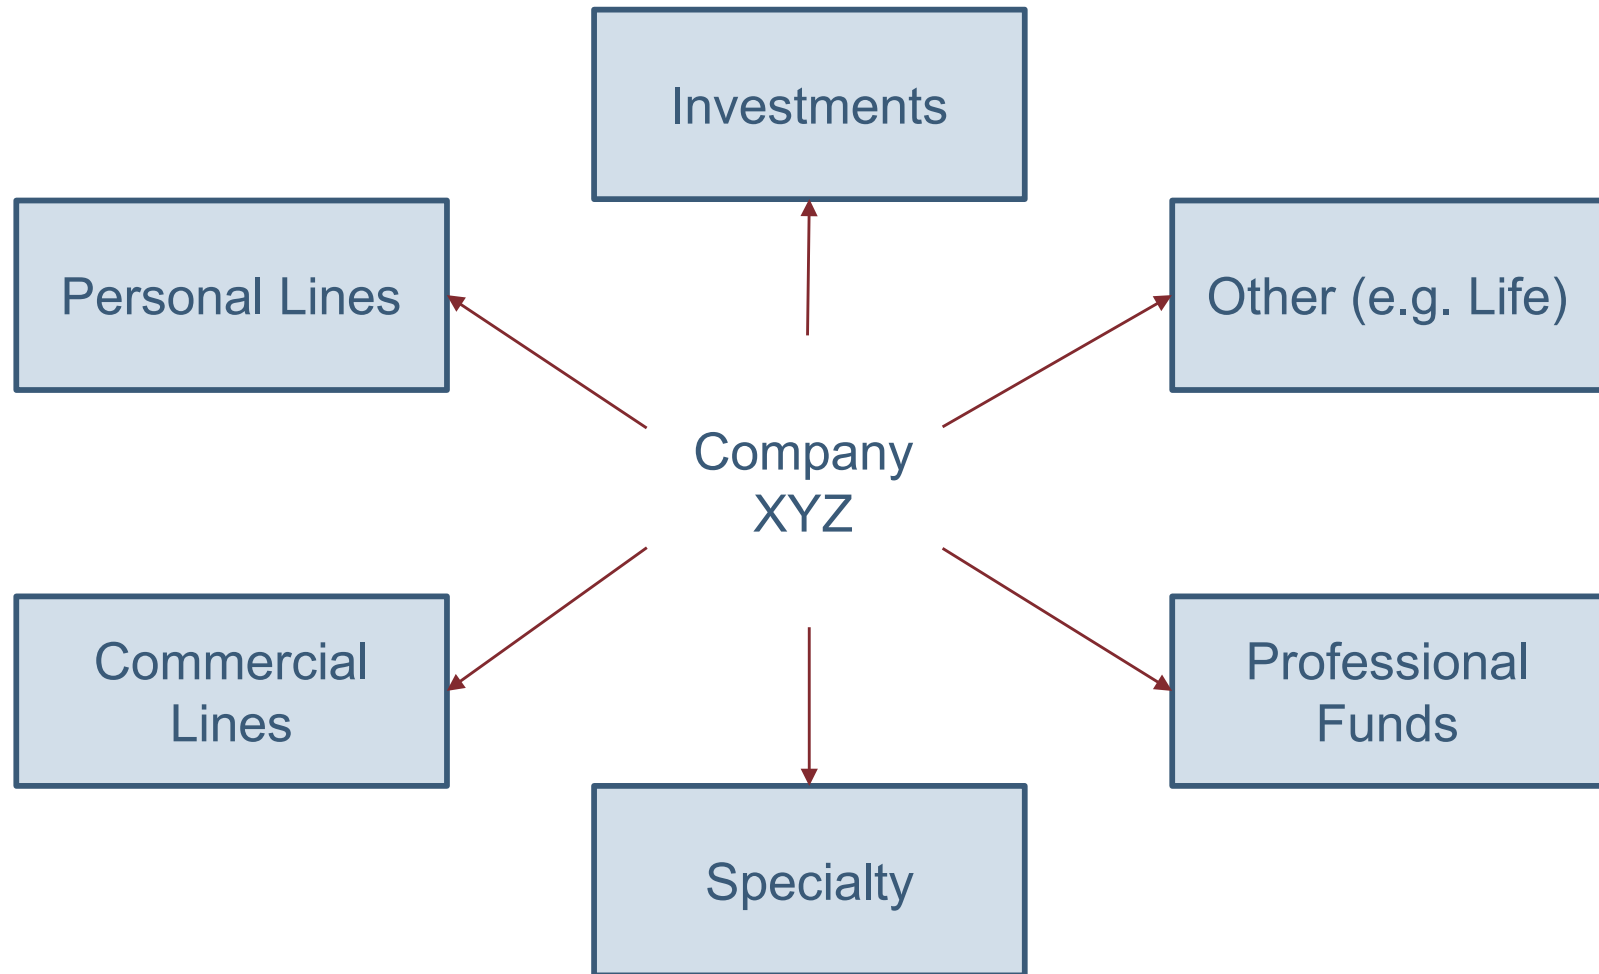 Investments
Personal Lines
Other (e.g. Life)
Company
XYZ
Commercial
Lines
Professional
Funds
Specialty